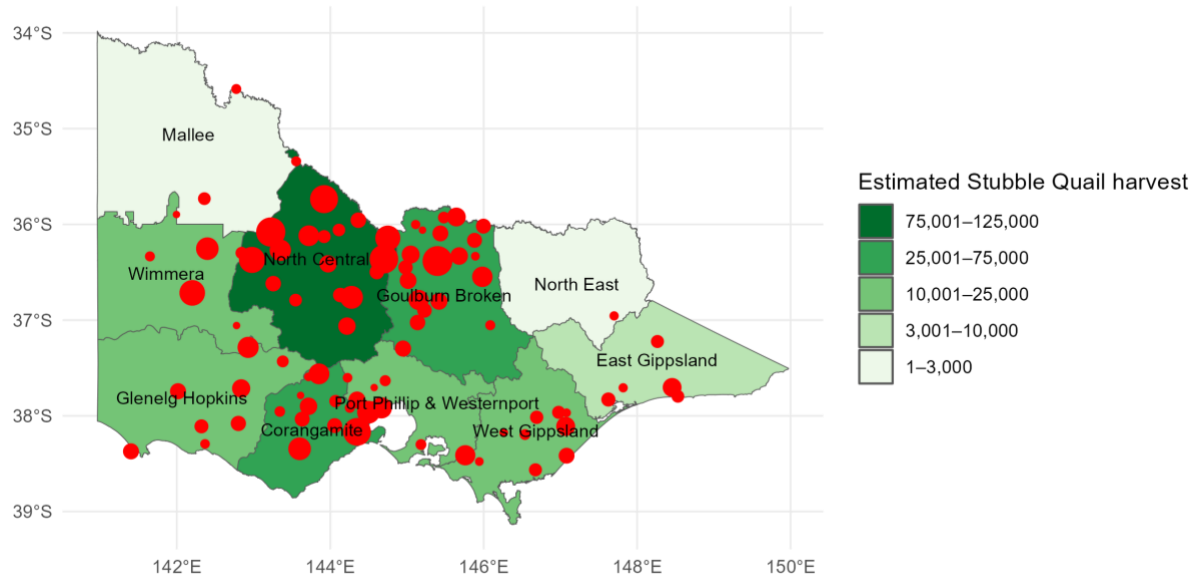 34°S
35°S
36°S
37°S
38°S
39°S
142°E
144°E
146°E
148°E
150°E
Mallee
Wimmera
North Central
Goulburn Broken
North East
East Gippsland
Glenelg Hopkins
Port Phillip & Westernport
Corangamite
West Gippsland
Estimated Stubble Quail harvest
75,001–125,000
25,001–75,000
10,001–25,000
3,001–10,000
1–3,000